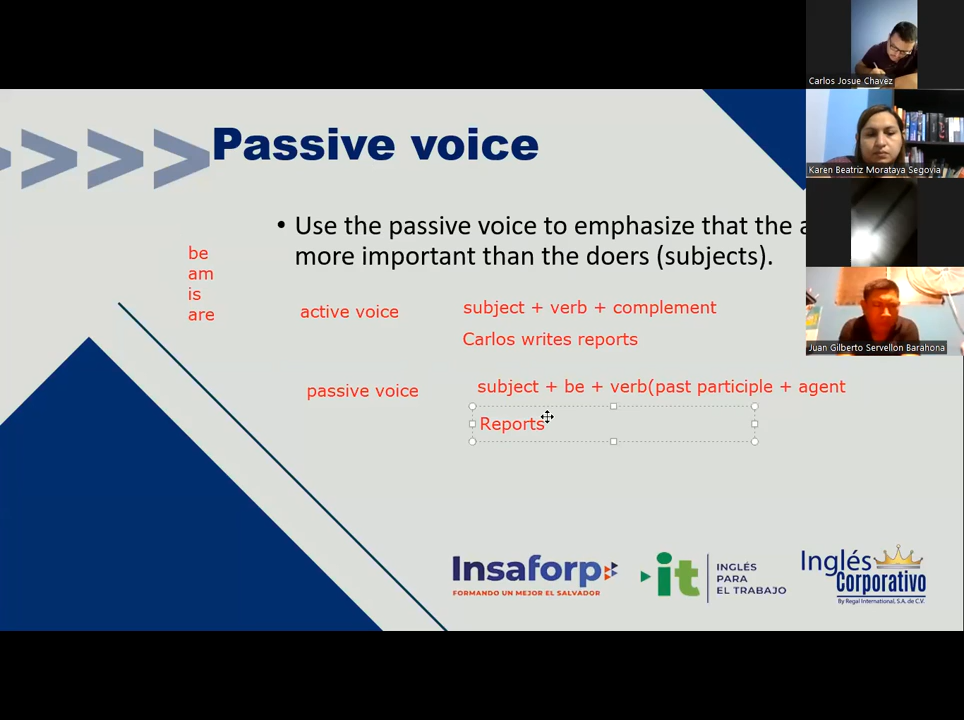 Carlos Josue Chavez
Karen Beatriz Morataya Segovia
Juan Gilberto Servellon Barahona
Passive voice
• Use the passive voice to emphasize that the a
more important than the doers (subjects).
be
am
is
are
active voice
subject + verb + complement
Carlos writes reports
passive voice
subject + be + verb(past participle + agent
Reports
Insaforp
FORMANDO UN MEJOR EL SALVADOR
it
INGLÉS
PARA
EL TRABAJO
Inglés
Corporativo
By Regal International, S.A. de C.V.